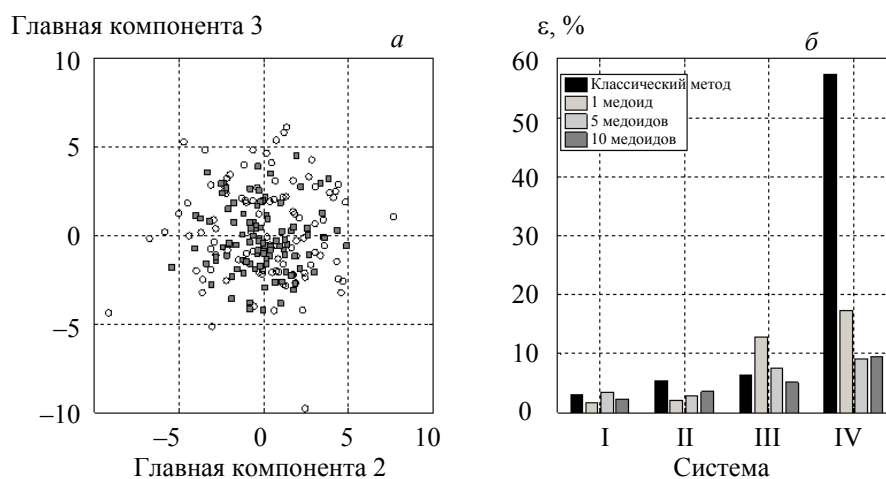 Главная компонента 3
а
10
5
0
–5
–10
–5 0 5 10
Главная компонента 2
ε, %
б
60
50
40
30
20
10
0
Классический метод
1 медоид
5 медоидов
10 медоидов
I II III IV
Система